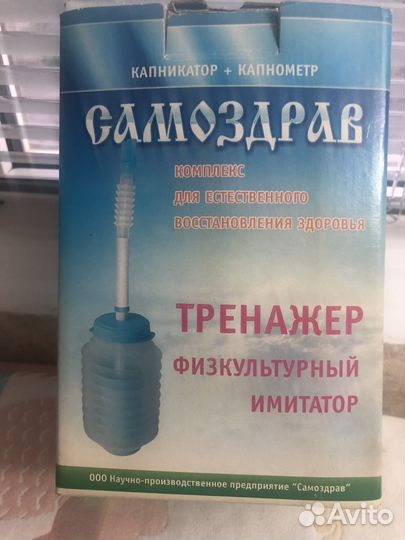 КАПНИКАТОР + КАПНОМЕТР
САМОЗДРАВ
КОМПЛЕКС
ДЛЯ ЕСТЕСТВЕННОГО
ВОССТАНОВЛЕНИЯ ЗДОРОВЬЯ
ТРЕНАЖЕР
ФИЗКУЛЬТУРНЫЙ
ИМИТАТОР
ООО Научно-производственное предприятие "Самоздрав"
Avito